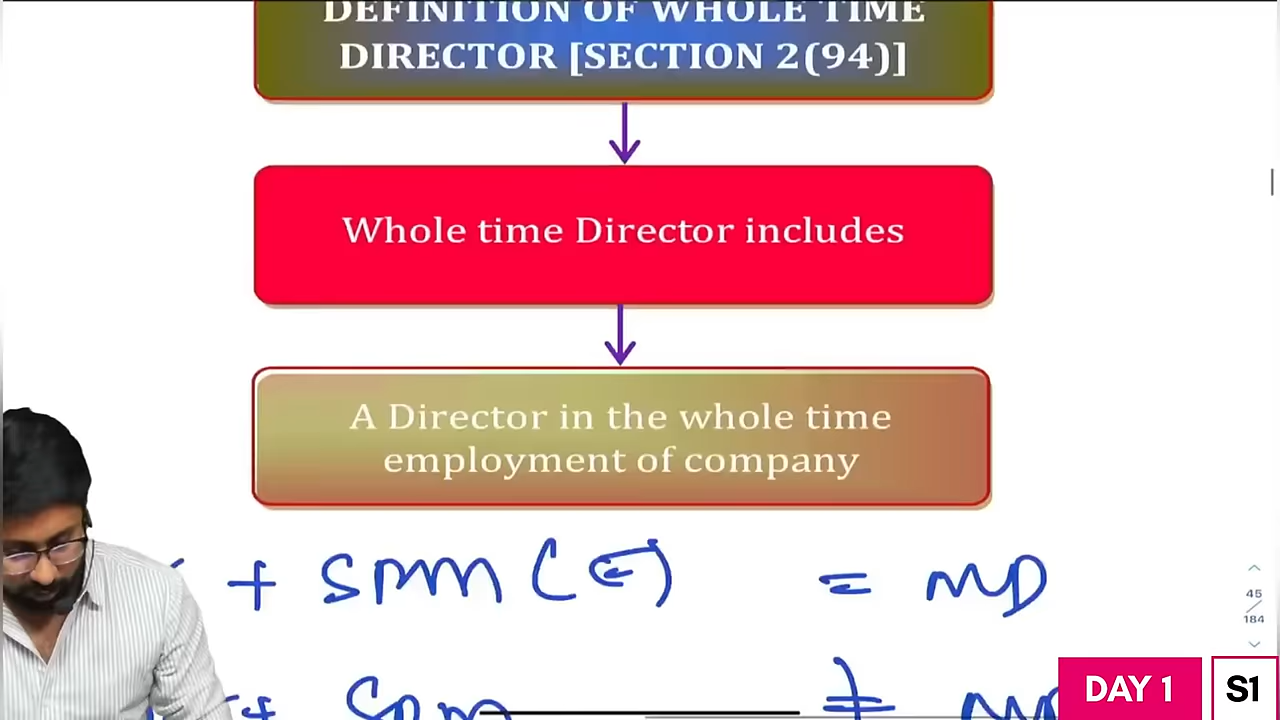 DEFINITION OF WHOLE TIME
DIRECTOR [SECTION 2(94)]
Whole time Director includes
A Director in the whole time
employment of company
+ SPM (E) = MD
+ SPM ≠
45
184
DAY 1
S1